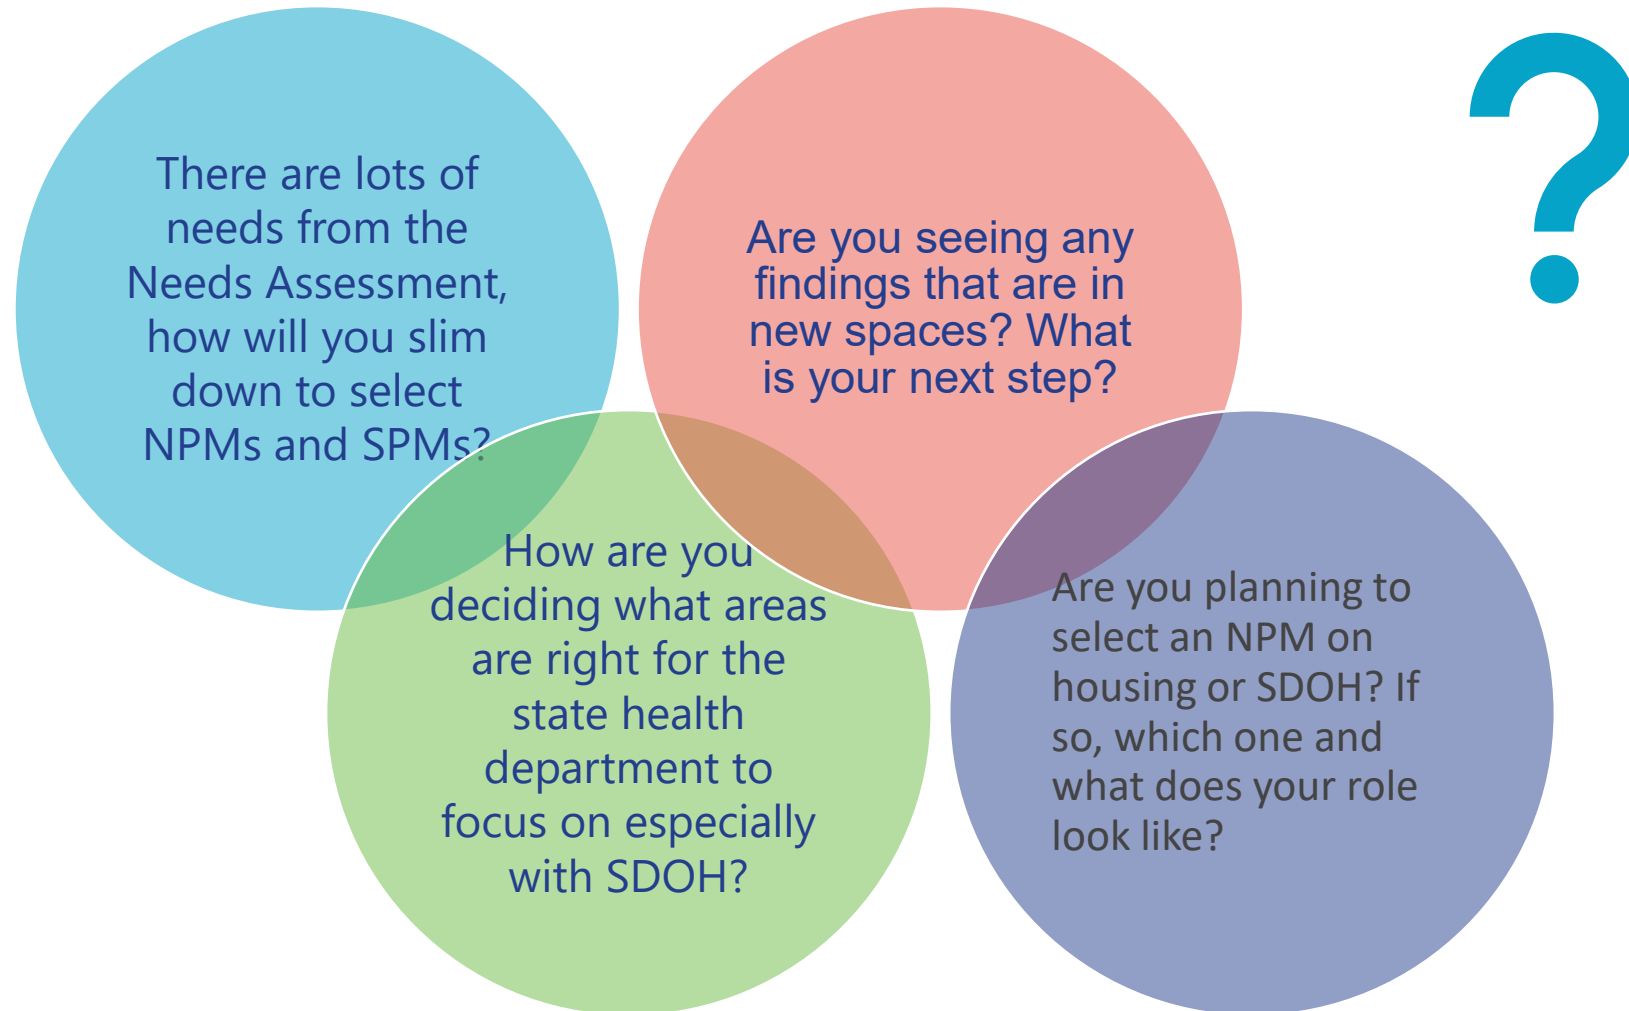 There are lots of
needs from the
Needs Assessment,
how will you slim
down to select
NPMs and SPMs?
Are you seeing any
findings that are in
new spaces? What
is your next step?
?
How are you
deciding what areas
are right for the
state health
department to
focus on especially
with SDOH?
Are you planning to
select an NPM on
housing or SDOH? If
so, which one and
what does your role
look like?